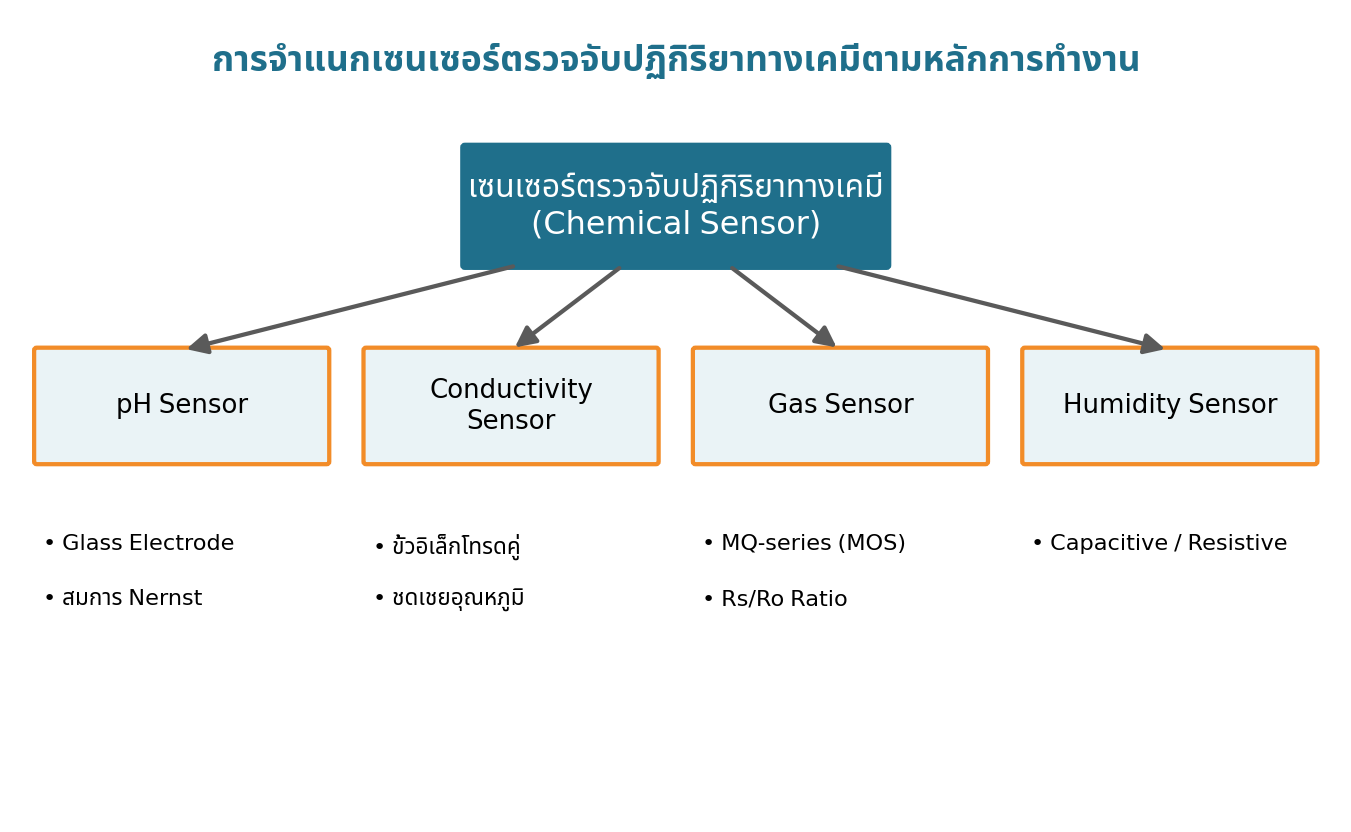 การจำแนกเซนเซอร์ตรวจจับปฏิกิริยาทางเคมีตามหลักการทำงาน
เซนเซอร์ตรวจจับปฏิกิริยาทางเคมี
(Chemical Sensor)
pH Sensor
Conductivity
Sensor
Gas Sensor
Humidity Sensor
• Glass Electrode
• สมการ Nernst
• ขั้วอิเล็กโทรดคู่
• ชดเชยอุณหภูมิ
• MQ-series (MOS)
• Rs/Ro Ratio
• Capacitive / Resistive